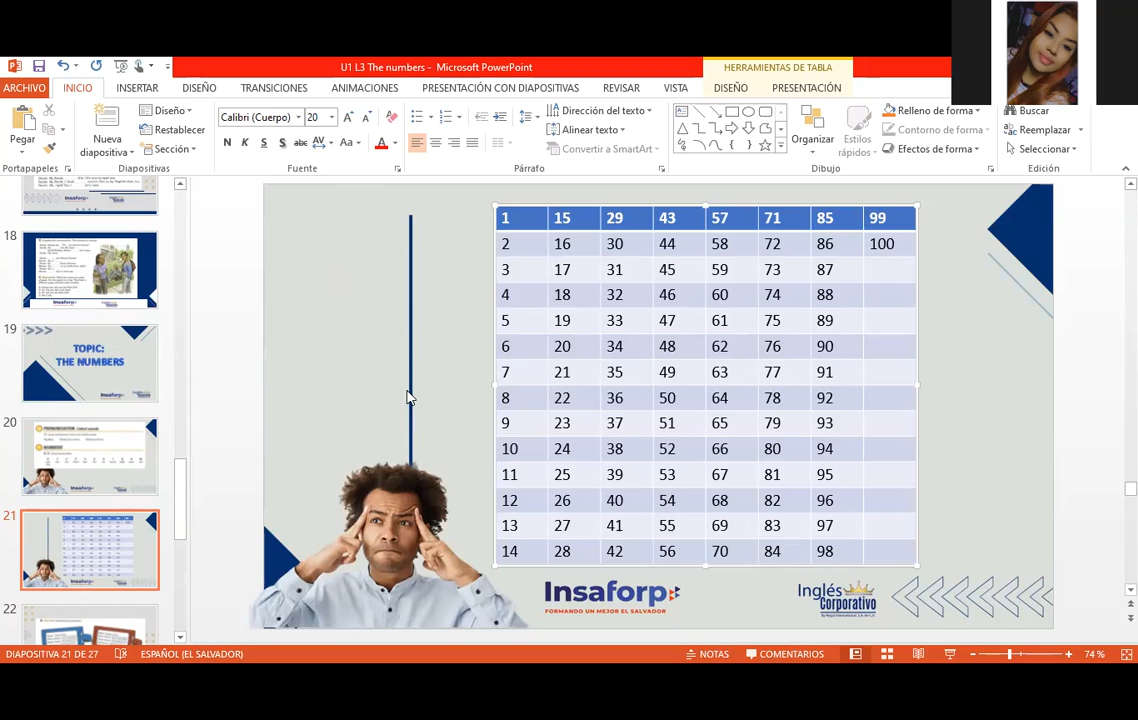 U1 L3 The numbers - Microsoft PowerPoint
HERRAMIENTAS DE TABLA
ARCHIVO INICIO INSERTAR DISEÑO TRANSICIONES ANIMACIONES PRESENTACIÓN CON DIAPOSITIVAS REVISAR VISTA DISEÑO PRESENTACIÓN
Pegar
Nueva diapositiva
Diseño
Restablecer
Sección
Calibri (Cuerpo) 20
N K S S abc AV Aa A
Dirección del texto
Alinear texto
Convertir a SmartArt
Organizar
Estilos rápidos
Relleno de forma
Contorno de forma
Efectos de forma
Buscar
Reemplazar
Seleccionar
Portapapeles Diapositivas Fuente Párrafo Dibujo Edición
18
19
TOPIC:
THE NUMBERS
20
21
22
1 15 29 43 57 71 85 99
2 16 30 44 58 72 86 100
3 17 31 45 59 73 87
4 18 32 46 60 74 88
5 19 33 47 61 75 89
6 20 34 48 62 76 90
7 21 35 49 63 77 91
8 22 36 50 64 78 92
9 23 37 51 65 79 93
10 24 38 52 66 80 94
11 25 39 53 67 81 95
12 26 40 54 68 82 96
13 27 41 55 69 83 97
14 28 42 56 70 84 98
Insaforp
FORMANDO UN MEJOR EL SALVADOR
Inglés
Corporativo
DIAPOSITIVA 21 DE 27 ESPAÑOL (EL SALVADOR) NOTAS COMENTARIOS 74 %